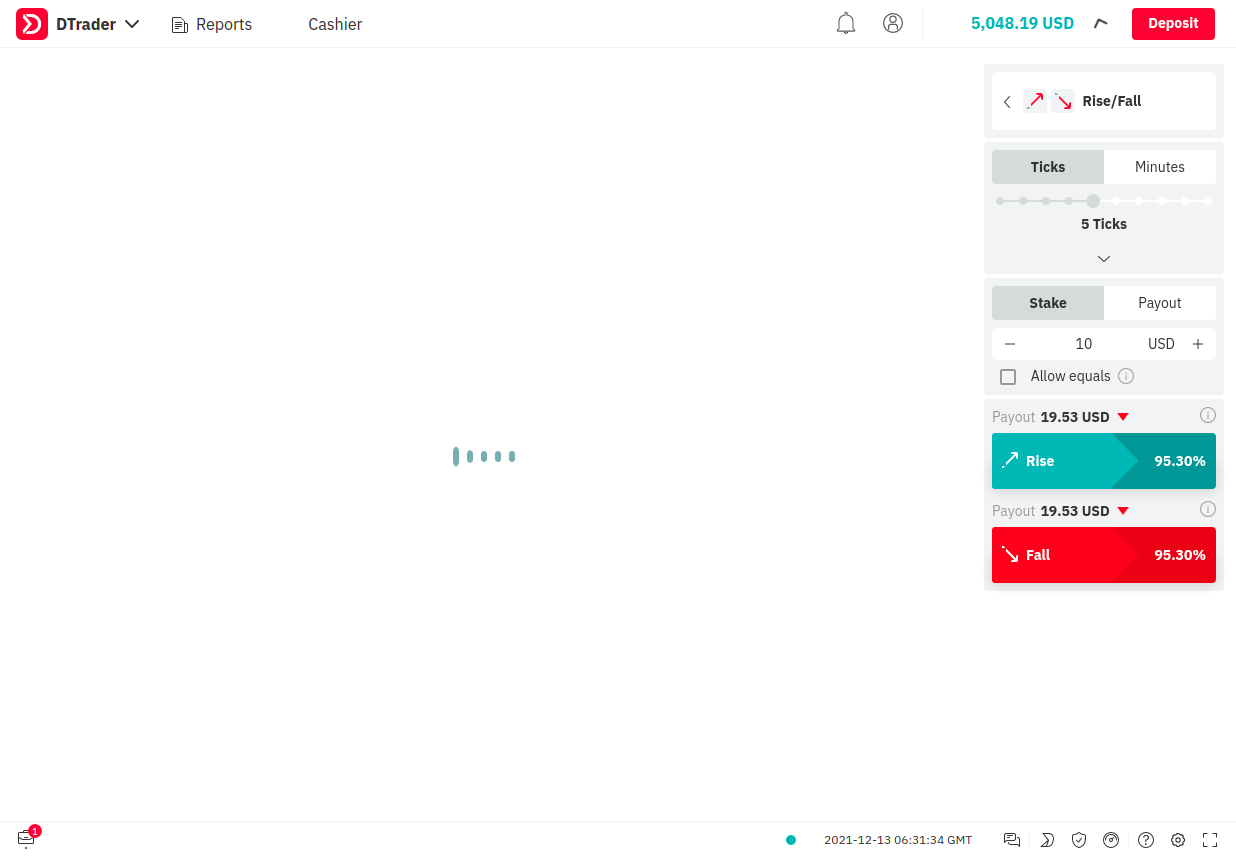 DTrader Reports Cashier 5,048.19 USD Deposit
Rise/Fall
Ticks Minutes
5 Ticks
Stake Payout
10 USD
Allow equals
Payout 19.53 USD
Rise 95.30%
Payout 19.53 USD
Fall 95.30%
1
2021-12-13 06:31:34 GMT